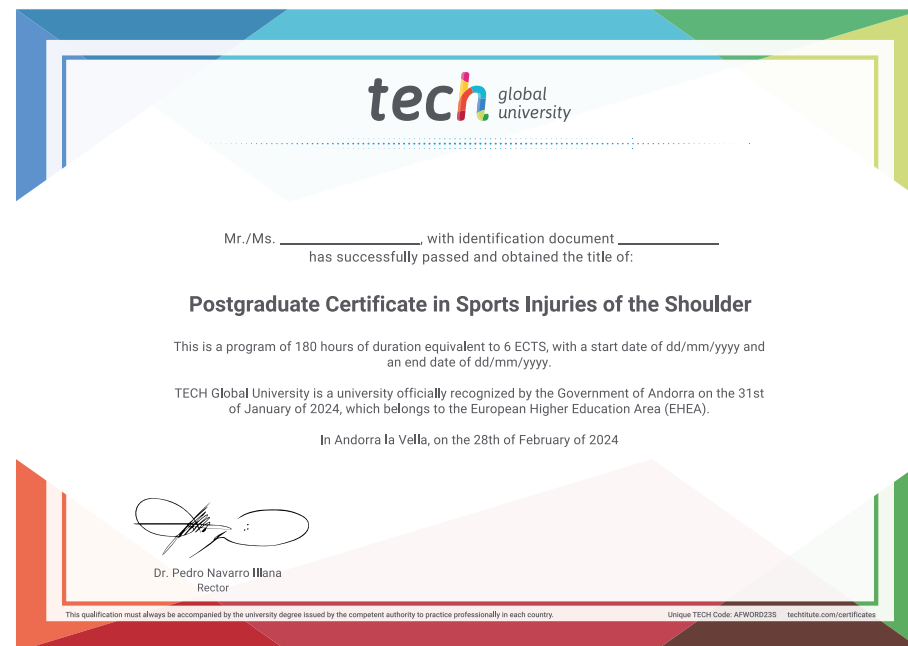 tech global university
Mr./Ms. ____________________, with identification document ______________
has successfully passed and obtained the title of:
Postgraduate Certificate in Sports Injuries of the Shoulder
This is a program of 180 hours of duration equivalent to 6 ECTS, with a start date of dd/mm/yyyy and
an end date of dd/mm/yyyy.
TECH Global University is a university officially recognized by the Government of Andorra on the 31st
of January of 2024, which belongs to the European Higher Education Area (EHEA).
In Andorra la Vella, on the 28th of February of 2024
Dr. Pedro Navarro Illana
Rector
This qualification must always be accompanied by the university degree issued by the competent authority to practice professionally in each country.
Unique TECH Code: AFWORD23S techtitute.com/certificates